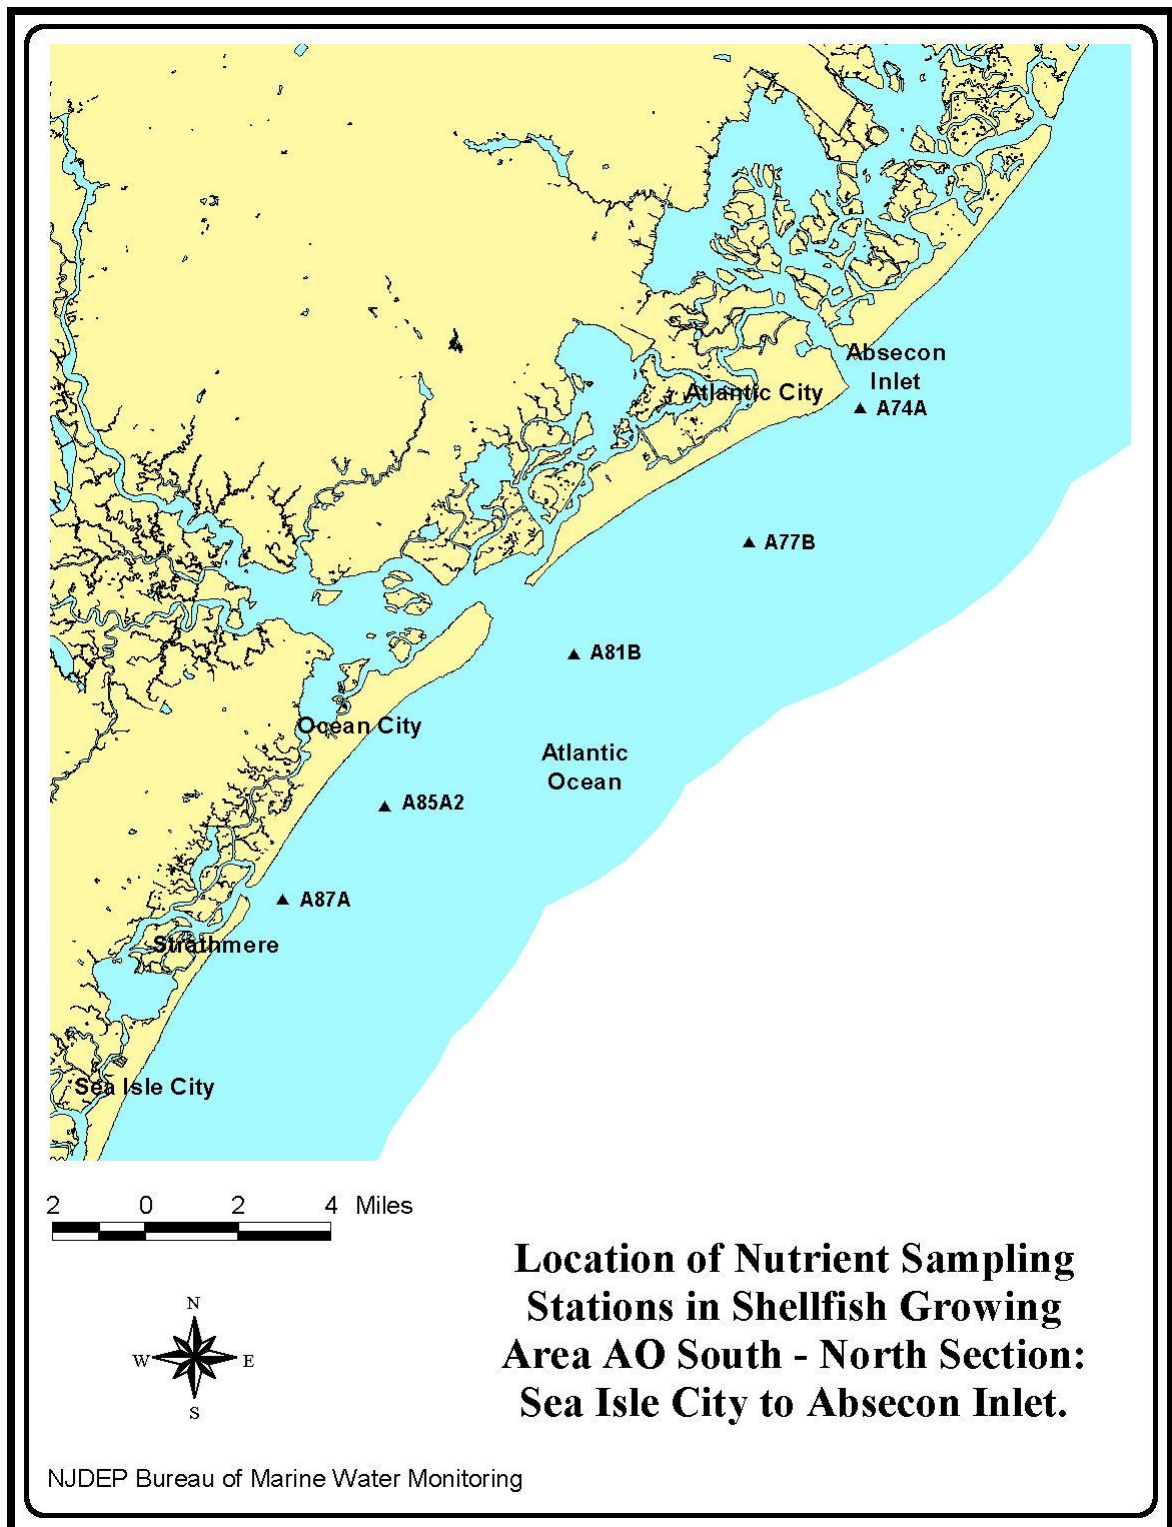 Absecon
Inlet
Atlantic City
A74A
A77B
A81B
Ocean City
Atlantic
Ocean
A85A2
A87A
Strathmere
Sea Isle City
2 0 2 4 Miles
Location of Nutrient Sampling
Stations in Shellfish Growing
Area AO South - North Section:
Sea Isle City to Absecon Inlet.
N
W E
S
NJDEP Bureau of Marine Water Monitoring